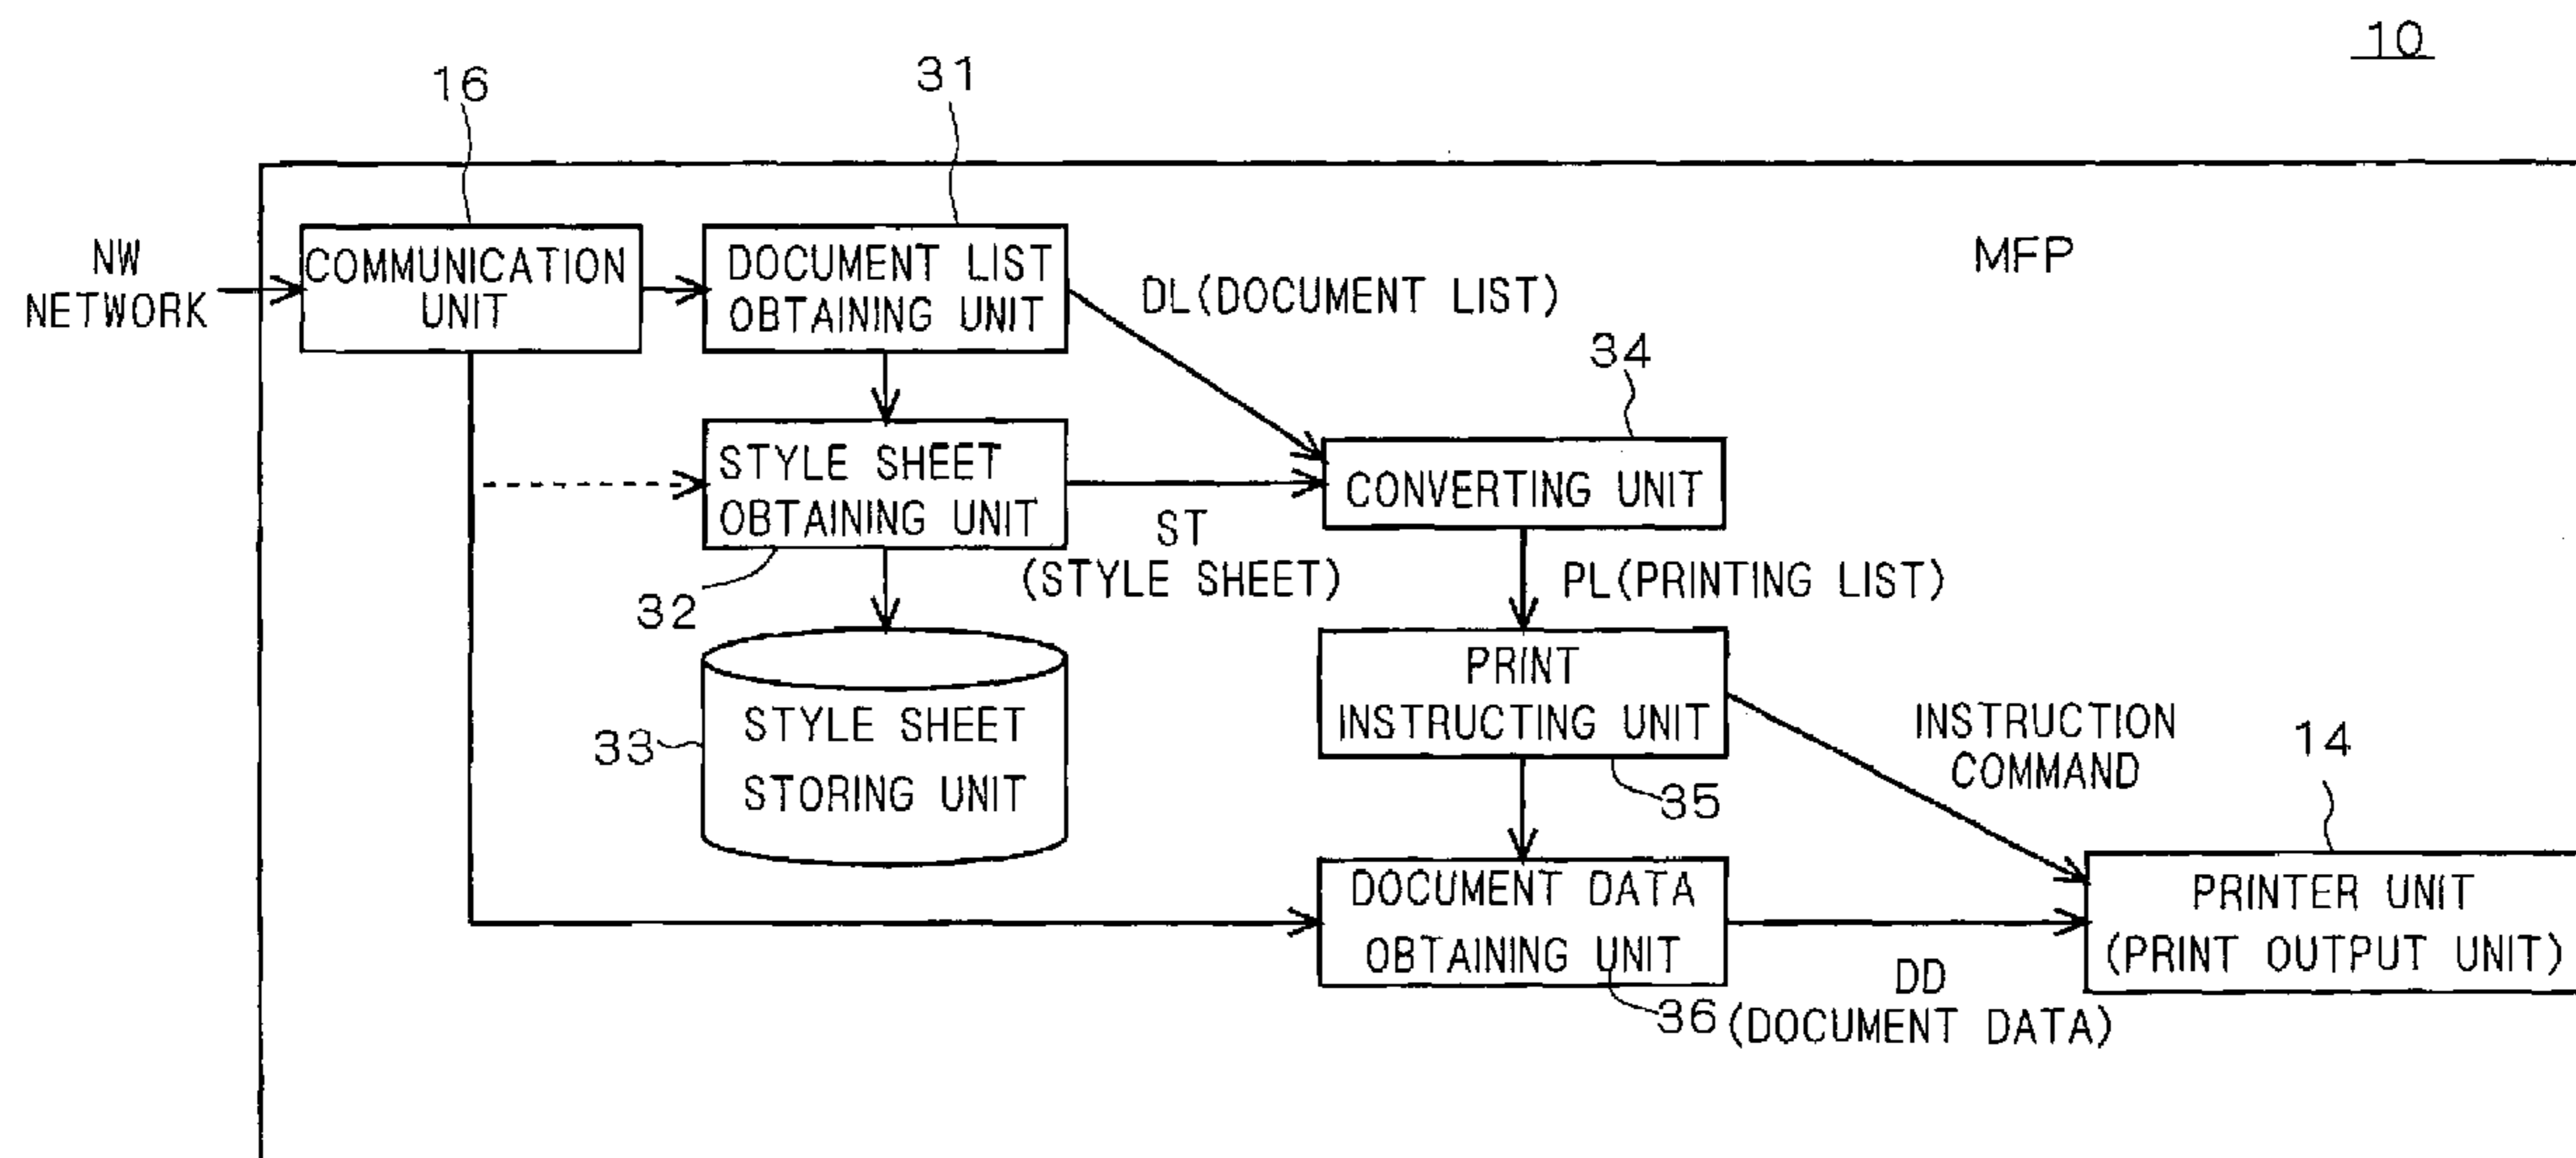 10
16
31
NW
NETWORK
COMMUNICATION
UNIT
DOCUMENT LIST
OBTAINING UNIT
MFP
DL(DOCUMENT LIST)
34
STYLE SHEET
OBTAINING UNIT
CONVERTING UNIT
ST
(STYLE SHEET)
32
PL(PRINTING LIST)
33
STYLE SHEET
STORING UNIT
PRINT
INSTRUCTING UNIT
35
INSTRUCTION
COMMAND
14
DOCUMENT DATA
OBTAINING UNIT
36
DD
(DOCUMENT DATA)
PRINTER UNIT
(PRINT OUTPUT UNIT)